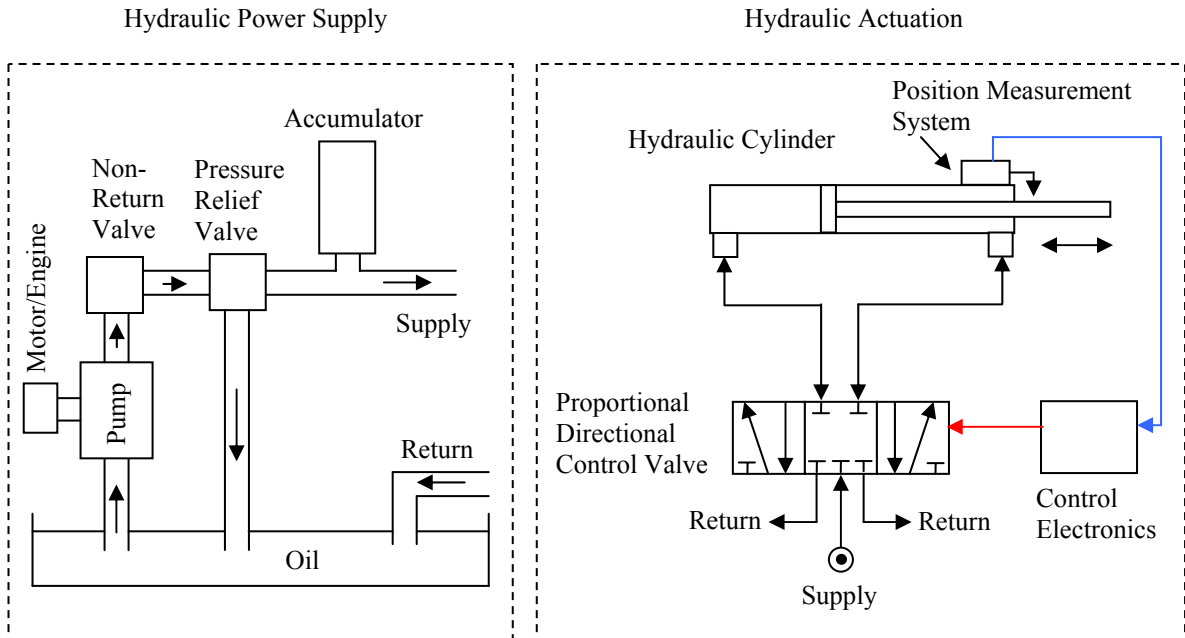 Hydraulic Power Supply
Accumulator
Non-
Return
Valve
Pressure
Relief
Valve
Motor/Engine
Supply
Pump
Return
Oil
Hydraulic Actuation
Position Measurement
System
Hydraulic Cylinder
Proportional
Directional
Control Valve
Return
Return
Control
Electronics
Supply